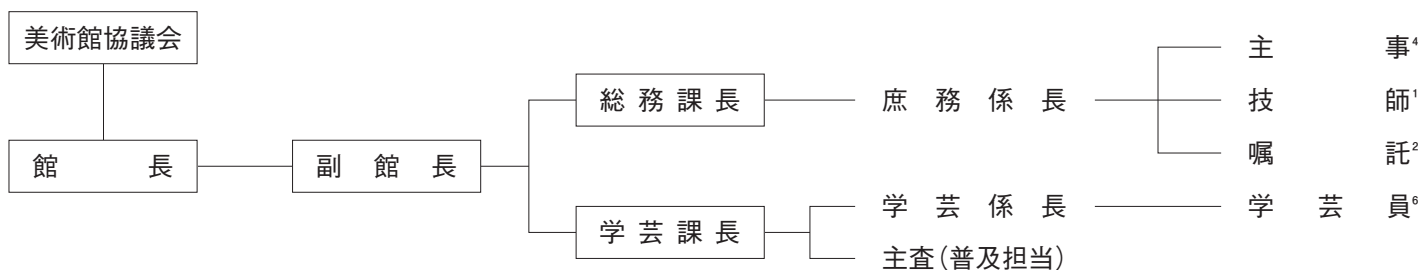 美術館協議会
館長
副館長
総務課長
庶務係長
主事⁴
技師¹
嘱託²
学芸課長
学芸係長
学芸員⁶
主査(普及担当)